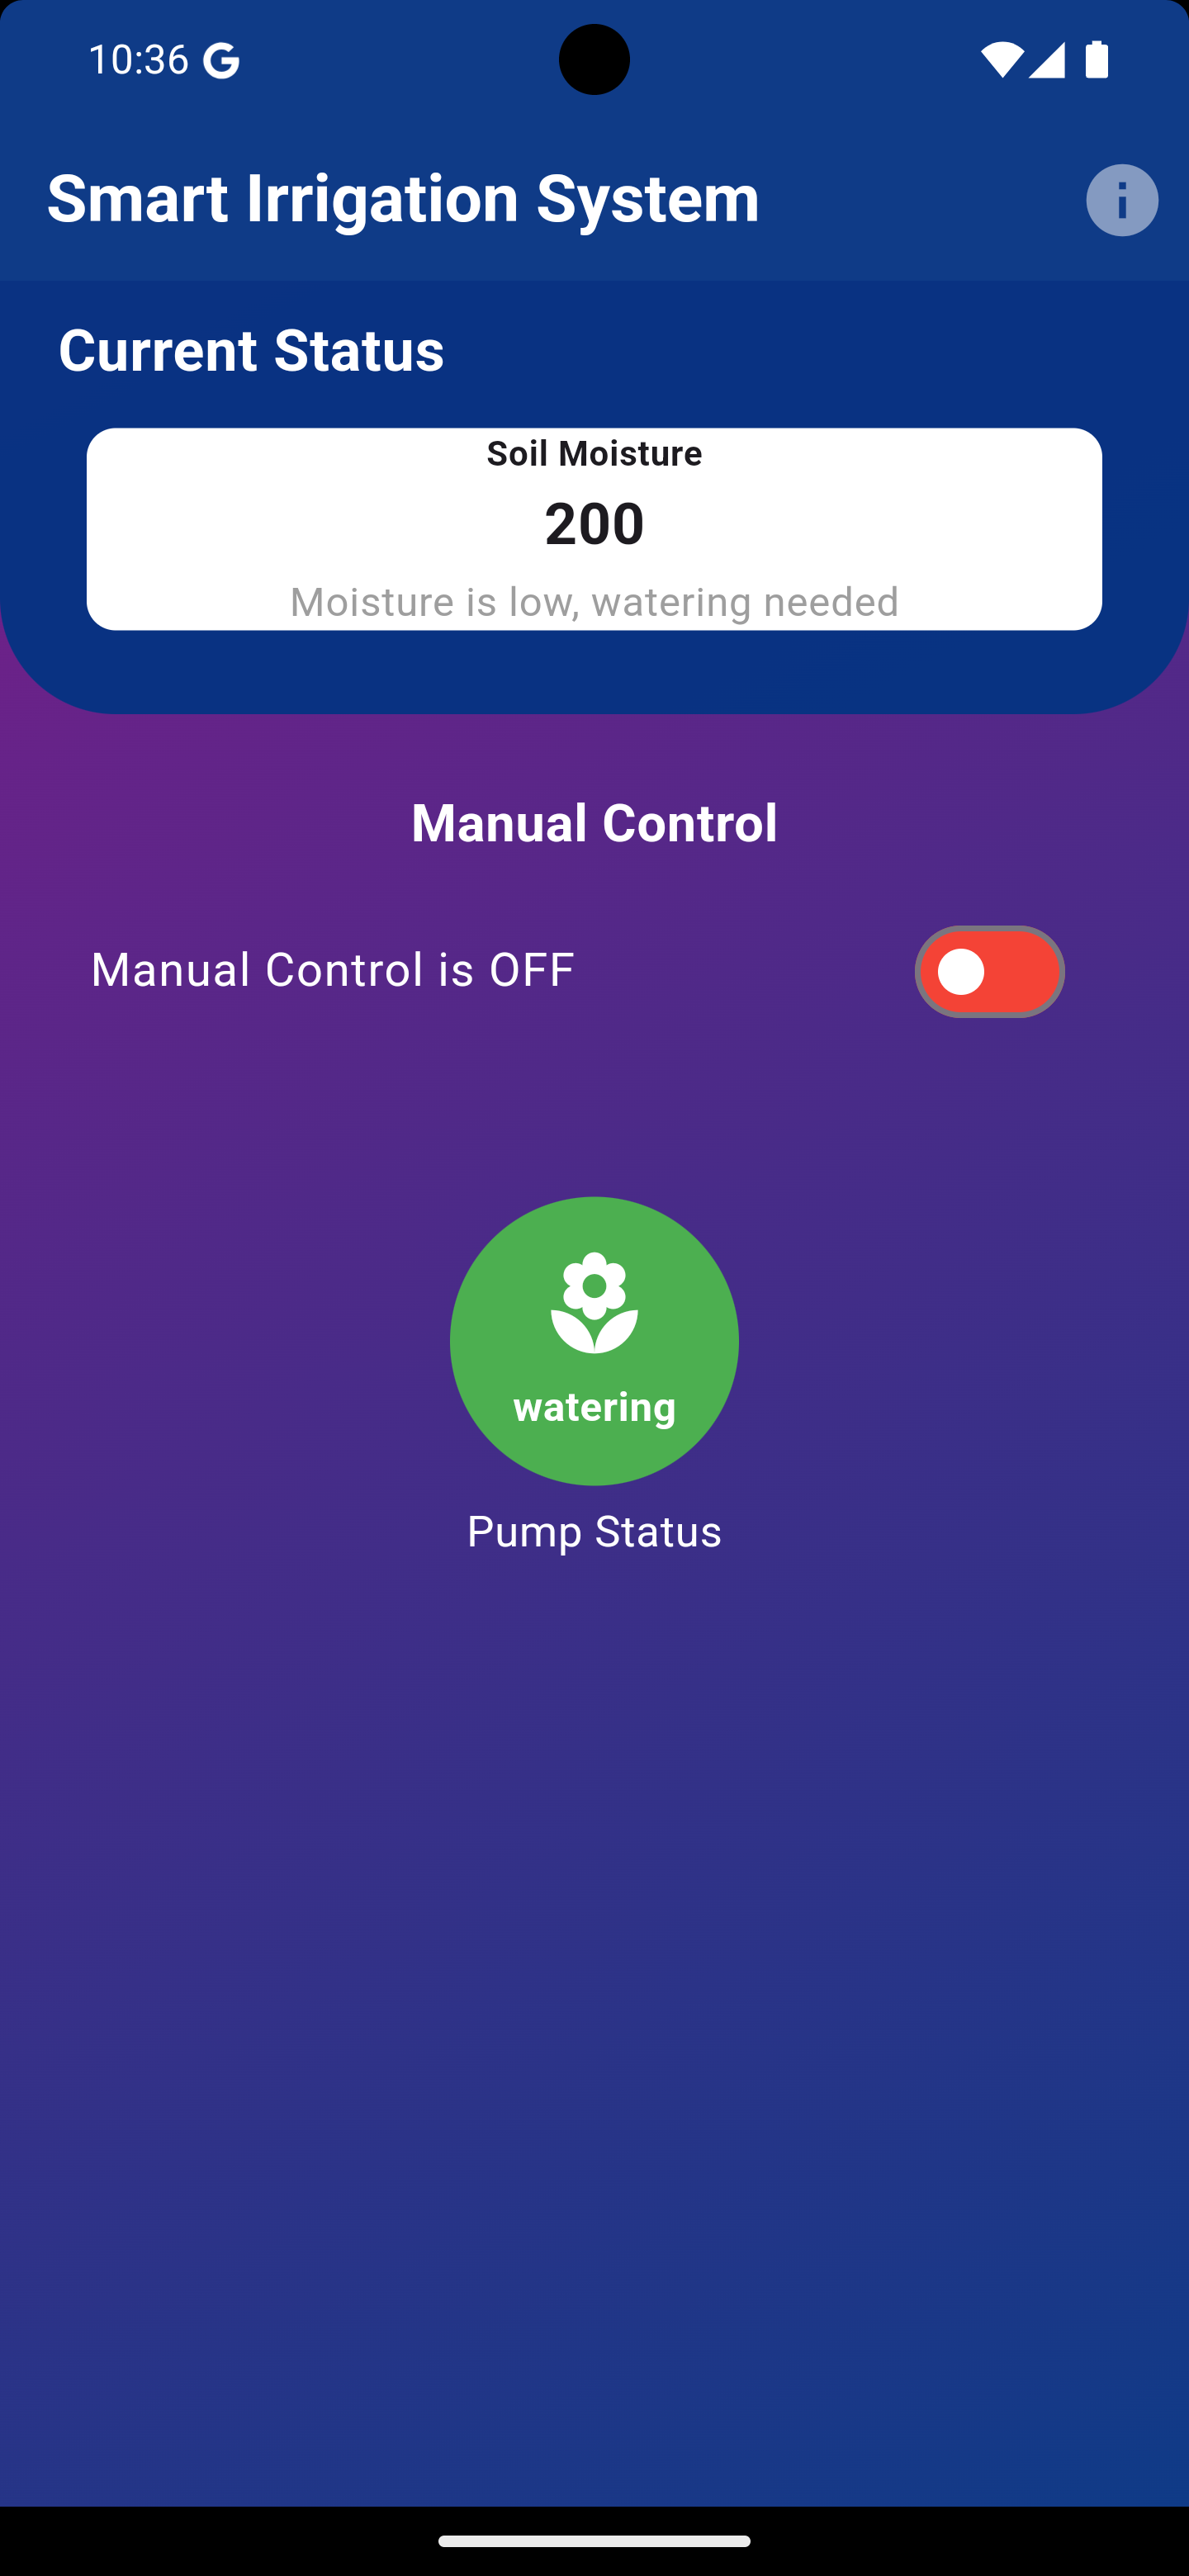 10:36
Smart Irrigation System
Current Status
Soil Moisture
200
Moisture is low, watering needed
Manual Control
Manual Control is OFF
watering
Pump Status